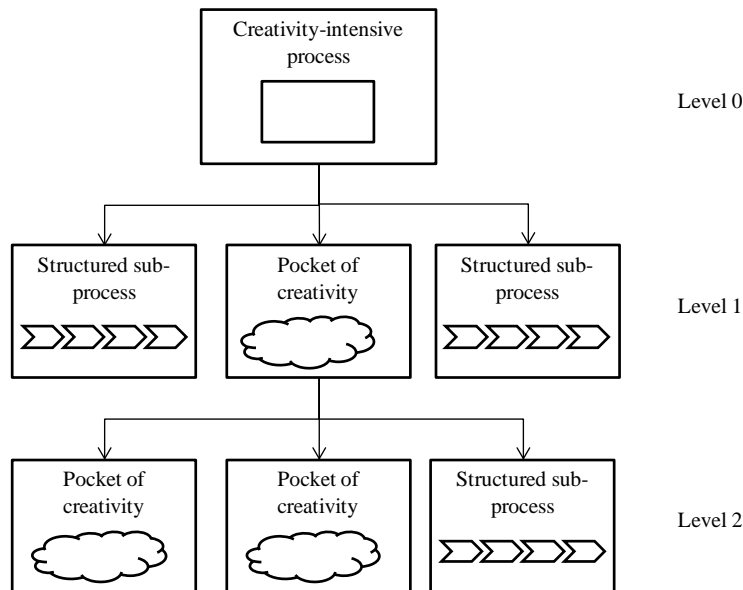 Creativity-intensive
process
Level 0
Structured sub-
process
Pocket of
creativity
Structured sub-
process
Level 1
Pocket of
creativity
Pocket of
creativity
Structured sub-
process
Level 2